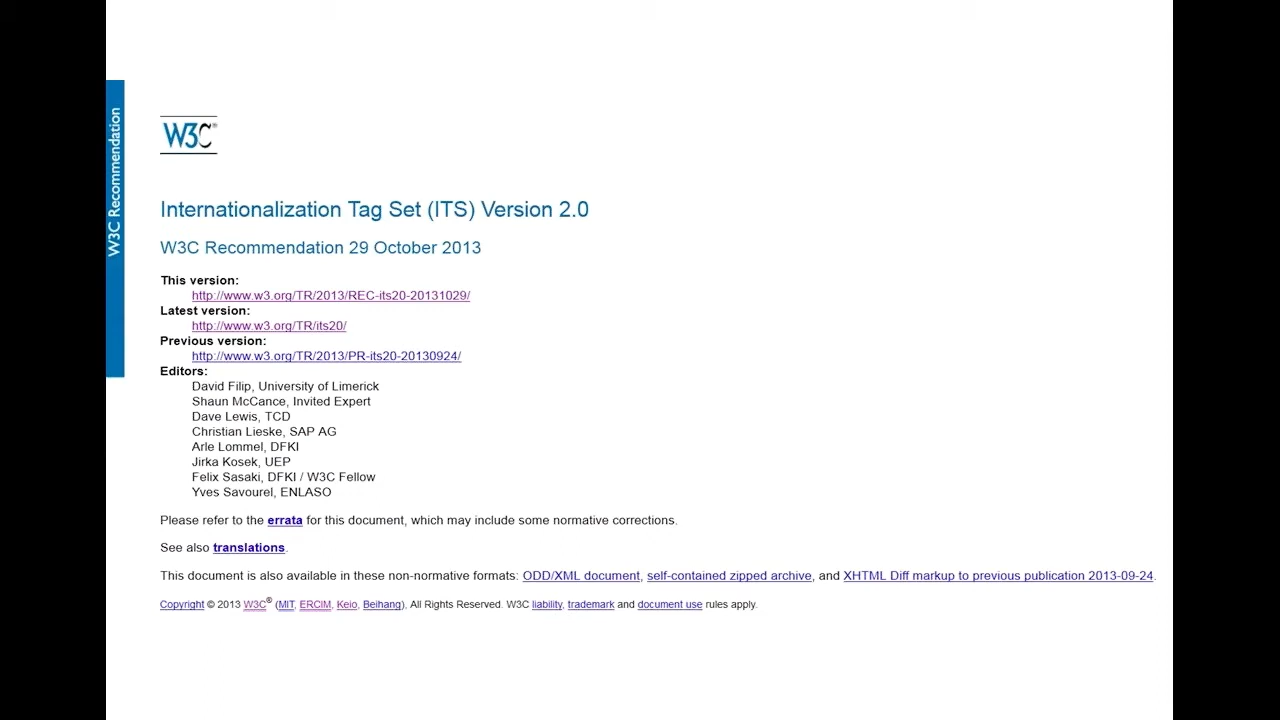 W3C Recommendation
W3C®
Internationalization Tag Set (ITS) Version 2.0
W3C Recommendation 29 October 2013
This version:
http://www.w3.org/TR/2013/REC-its20-20131029/
Latest version:
http://www.w3.org/TR/its20/
Previous version:
http://www.w3.org/TR/2013/PR-its20-20130924/
Editors:
David Filip, University of Limerick
Shaun McCance, Invited Expert
Dave Lewis, TCD
Christian Lieske, SAP AG
Arle Lommel, DFKI
Jirka Kosek, UEP
Felix Sasaki, DFKI / W3C Fellow
Yves Savourel, ENLASO
Please refer to the errata for this document, which may include some normative corrections.
See also translations.
This document is also available in these non-normative formats: ODD/XML document, self-contained zipped archive, and XHTML Diff markup to previous publication 2013-09-24.
Copyright © 2013 W3C® (MIT, ERCIM, Keio, Beihang), All Rights Reserved. W3C liability, trademark and document use rules apply.